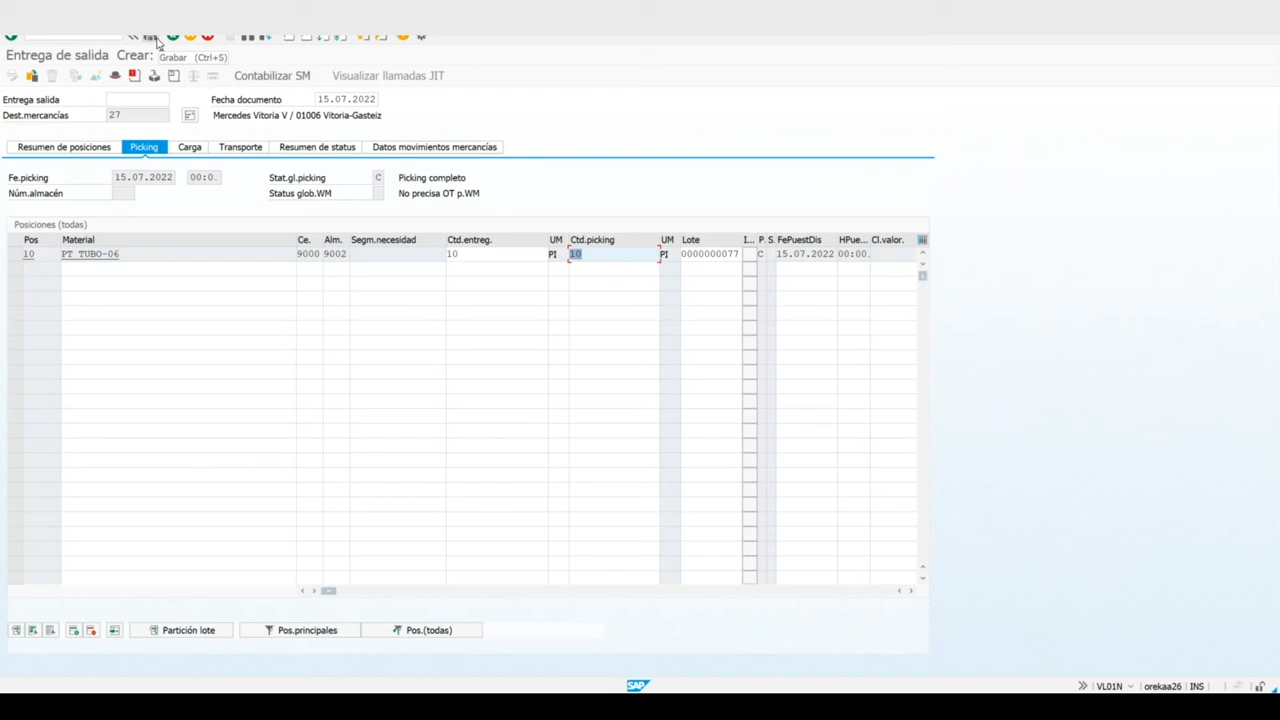 Entrega de salida Crear:
Grabar (Ctrl+S)
Contabilizar SM Visualizar llamadas JIT
Entrega salida Fecha documento 15.07.2022
Dest.mercancías 27 Mercedes Vitoria V / 01006 Vitoria-Gasteiz
Resumen de posiciones Picking Carga Transporte Resumen de status Datos movimientos mercancías
Fe.picking 15.07.2022 00:0. Stat.gl.picking C Picking completo
Núm.almacén Status glob.WM No precisa OT p.WM
Posiciones (todas)
Pos Material Ce. Alm. Segm.necesidad Ctd.entreg. UM Ctd.picking UM Lote I... P. S. FePuestDis HPue... Cl.valor.
10 PT TUBO-06 9000 9002 10 PI 10 PI 0000000077 C 15.07.2022 00:00.
Partición lote Pos.principales Pos.(todas)
SAP VL01N orekaa26 INS